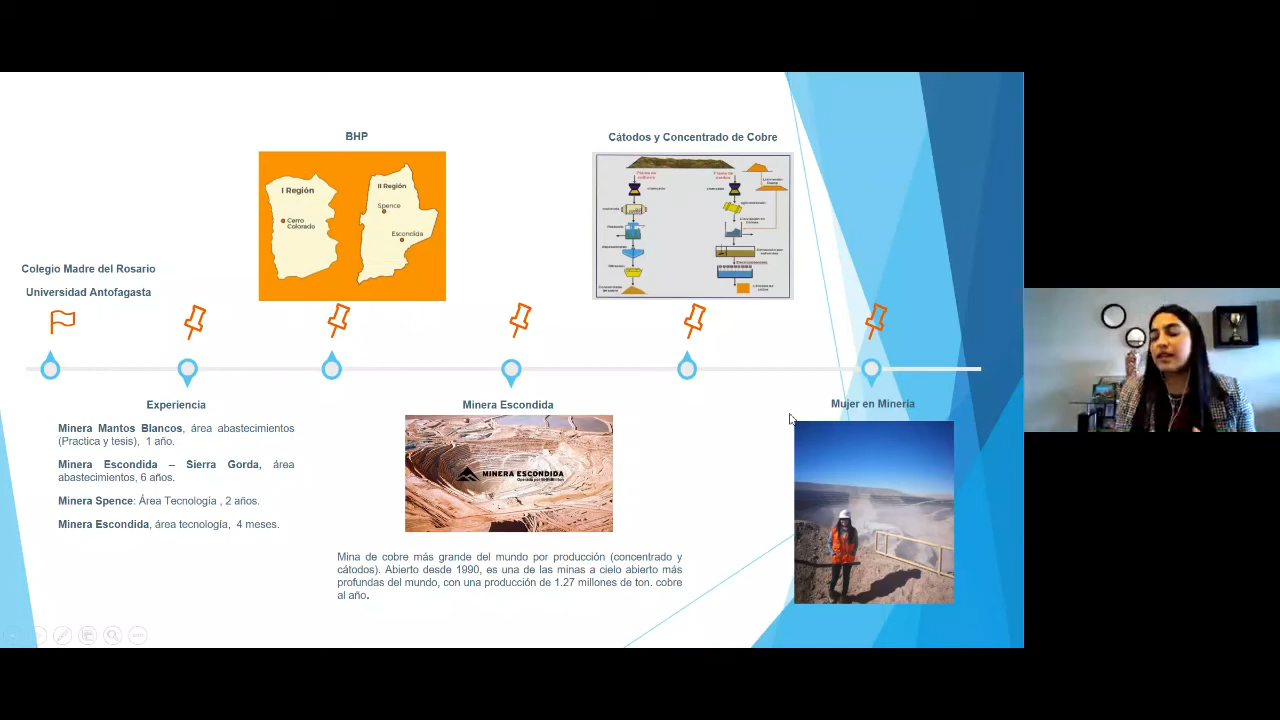 BHP
Cátodos y Concentrado de Cobre
I Región
II Región
Spence
Cerro
Colorado
Escondida
Colegio Madre del Rosario
Universidad Antofagasta
Experiencia
Minera Mantos Blancos, área abastecimientos
(Practica y tesis), 1 año.
Minera Escondida – Sierra Gorda, área
abastecimientos, 6 años.
Minera Spence: Área Tecnología , 2 años.
Minera Escondida, área tecnología, 4 meses.
Minera Escondida
MINERA ESCONDIDA
Mina de cobre más grande del mundo por producción (concentrado y
cátodos). Abierto desde 1990, es una de las minas a cielo abierto más
profundas del mundo, con una producción de 1.27 millones de ton. cobre
al año.
Mujer en Minería